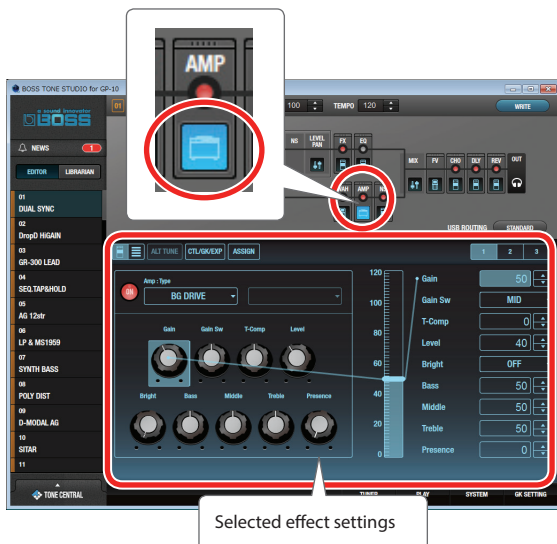 AMP
BOSS TONE STUDIO for GP-10
a sound innovator
BOSS
01
100
TEMPO 120
WRITE
NEWS 1
EDITOR LIBRARIAN
NS LEVEL PAN FX EQ
MIX FV CHO DLY REV OUT
AMP
USB ROUTING STANDARD
01
DUAL SYNC
02
DropD HiGAIN
03
GR-300 LEAD
04
SEQ.TAP&HOLD
05
AG 12str
06
LP & MS1959
07
SYNTH BASS
08
POLY DIST
09
D-MODAL AG
10
SITAR
11
TONE CENTRAL
ALT TUNE CTL/GK/EXP ASSIGN
1 2 3
ON
Amp : Type
BG DRIVE
Gain Gain Sw T-Comp Level
Bright Bass Middle Treble Presence
120
100
80
60
40
20
0
Gain 50
Gain Sw MID
T-Comp 0
Level 40
Bright OFF
Bass 50
Middle 50
Treble 50
Presence 0
SYSTEM GK SETTING
Selected effect settings